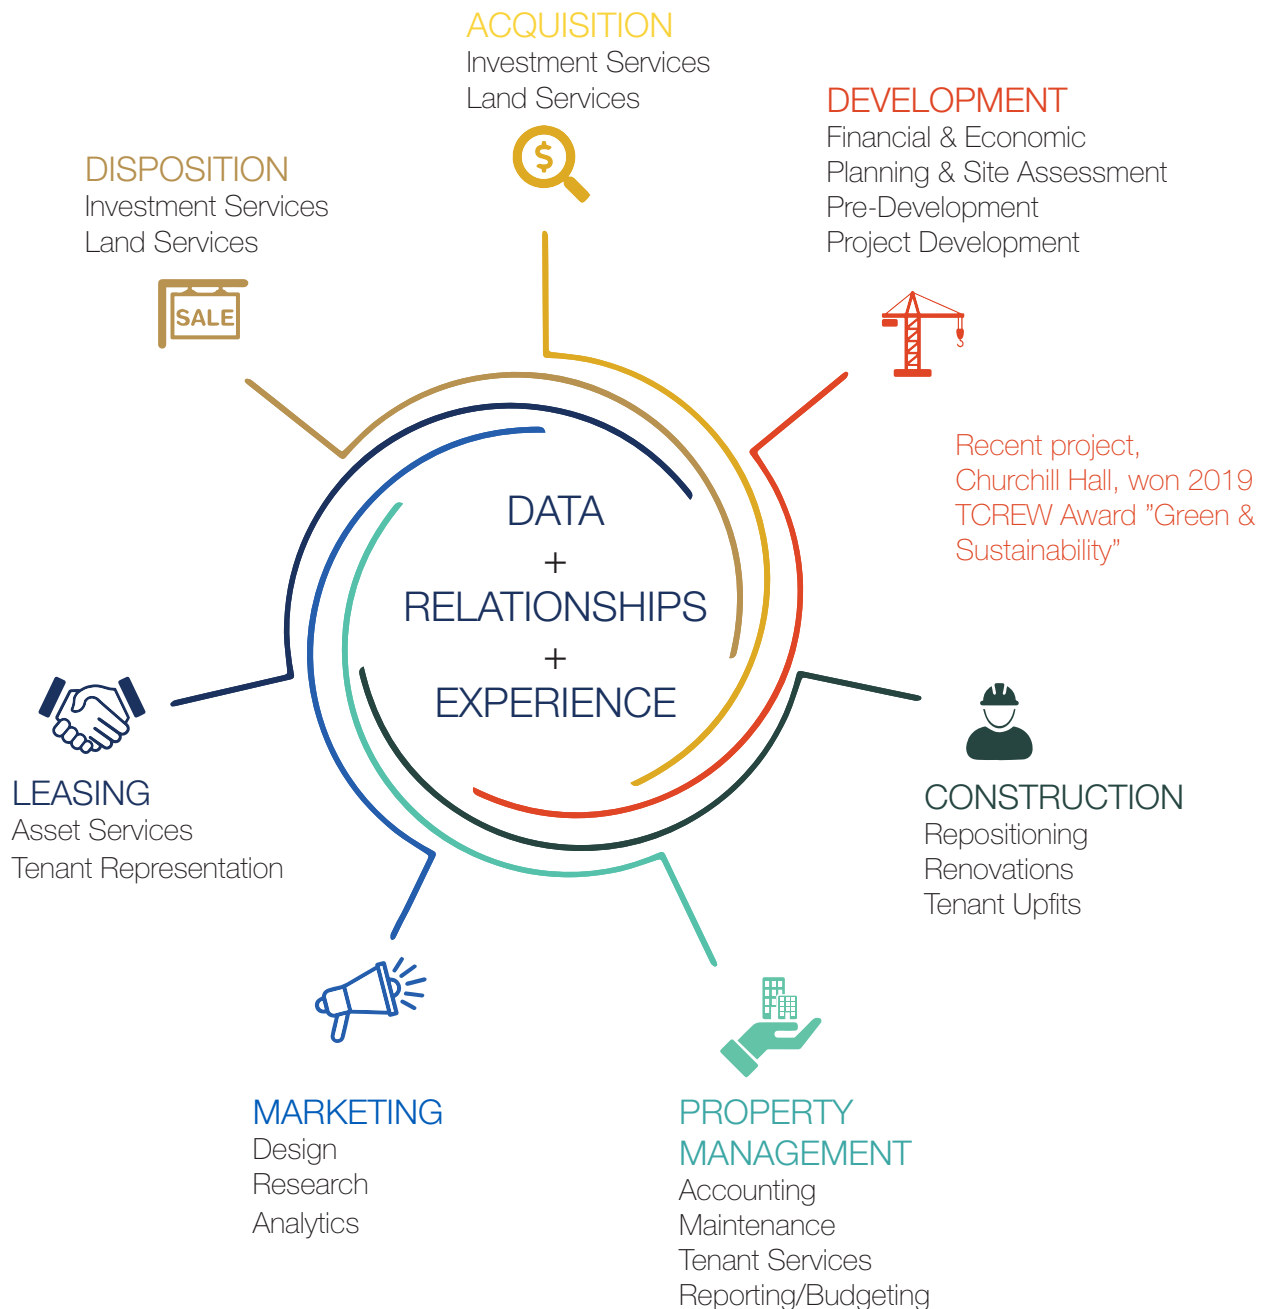 ACQUISITION
Investment Services
Land Services
DEVELOPMENT
Financial & Economic
Planning & Site Assessment
Pre-Development
Project Development
DISPOSITION
Investment Services
Land Services
SALE
$
Recent project,
Churchill Hall, won 2019
TCREW Award ”Green &
Sustainability”
DATA
+
RELATIONSHIPS
+
EXPERIENCE
LEASING
Asset Services
Tenant Representation
CONSTRUCTION
Repositioning
Renovations
Tenant Upfits
MARKETING
Design
Research
Analytics
PROPERTY
MANAGEMENT
Accounting
Maintenance
Tenant Services
Reporting/Budgeting